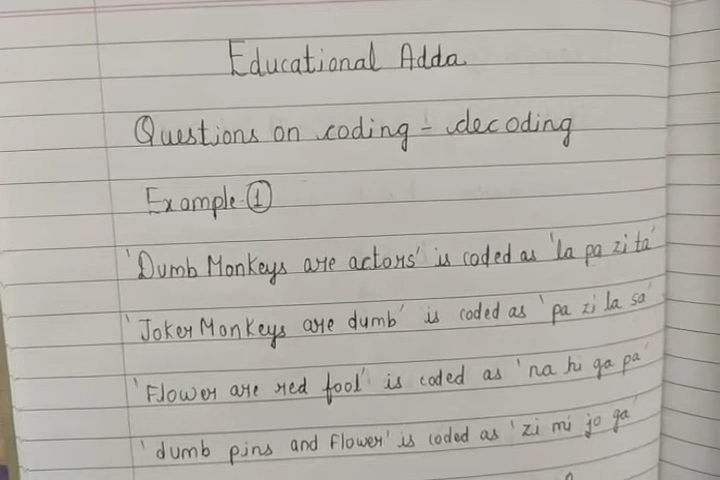 Educational Adda
Questions on coding - decoding
Example ①
'Dumb Monkeys are actors' is coded as 'la pa zi ta'
'Joker Monkeys are dumb' is coded as 'pa zi la sa'
'Flower are red fool' is coded as 'na hi ga pa'
'dumb pins and Flower' is coded as 'zi mi jo ga'